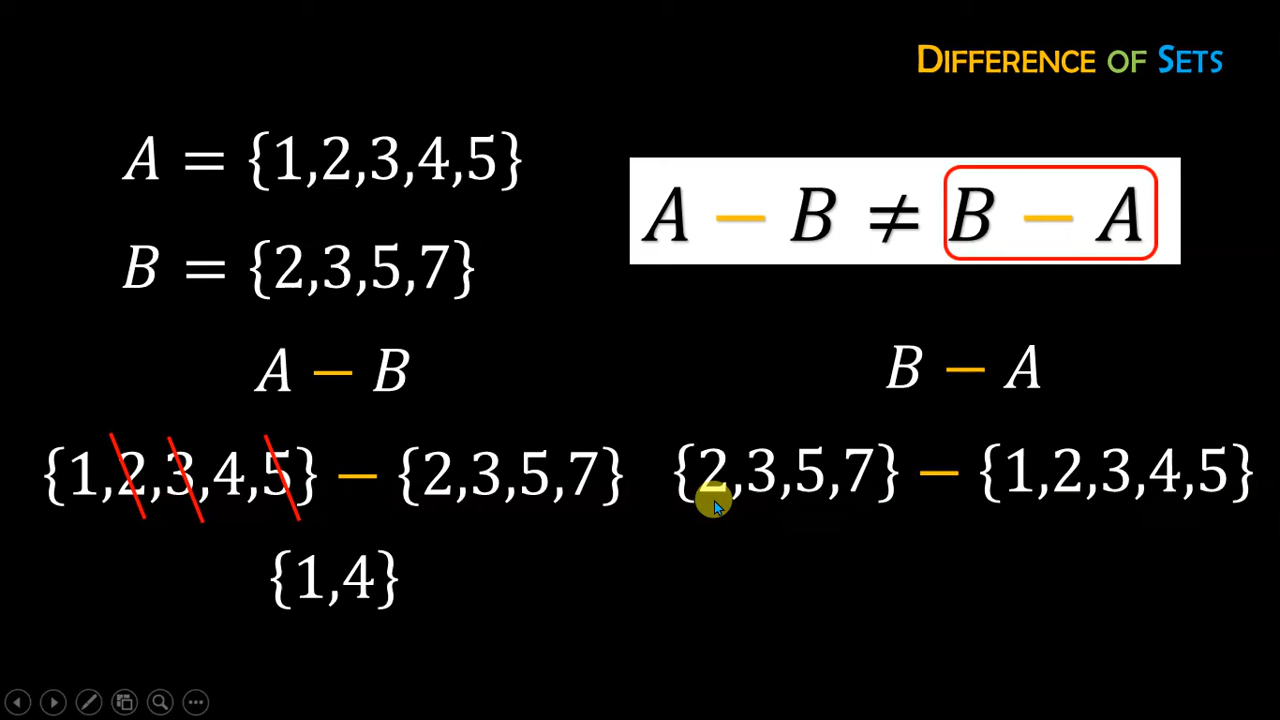 DIFFERENCE OF SETS
A = {1,2,3,4,5}
A − B ≠ B − A
B = {2,3,5,7}
A − B
B − A
{1,2,3,4,5} − {2,3,5,7}
{2,3,5,7} − {1,2,3,4,5}
{1,4}